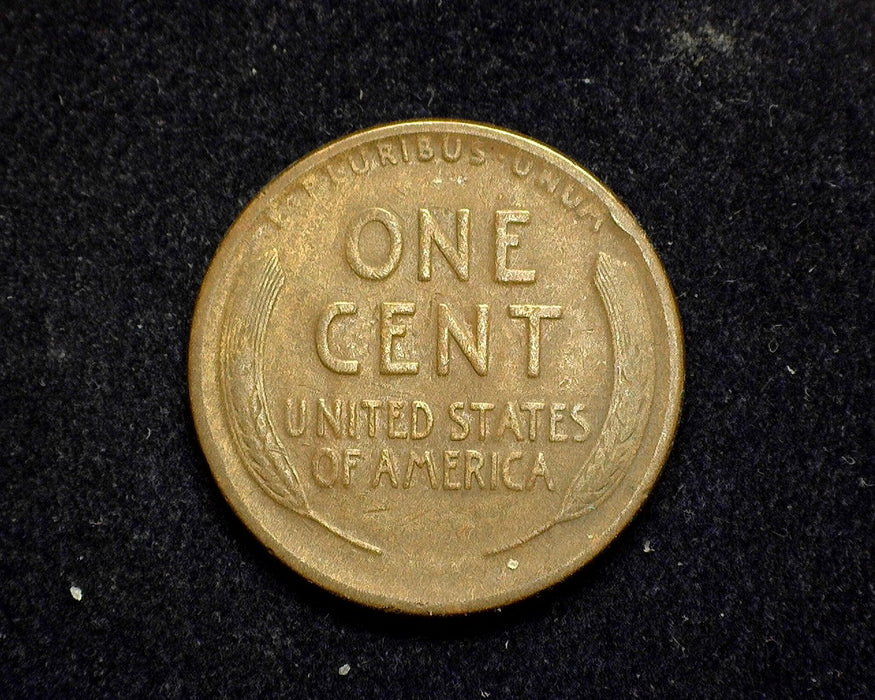 E · PLURIBUS · UNUM
ONE
CENT
UNITED STATES
OF AMERICA